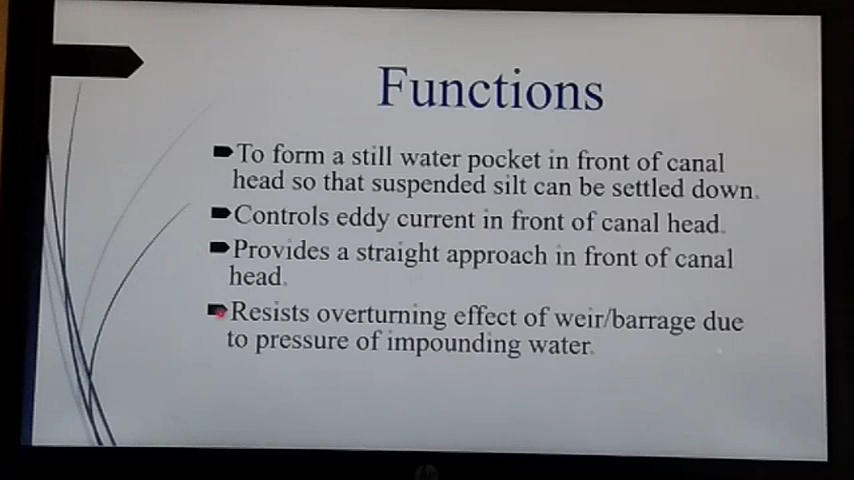 Functions
To form a still water pocket in front of canal
head so that suspended silt can be settled down.
Controls eddy current in front of canal head.
Provides a straight approach in front of canal
head.
Resists overturning effect of weir/barrage due
to pressure of impounding water.
hp